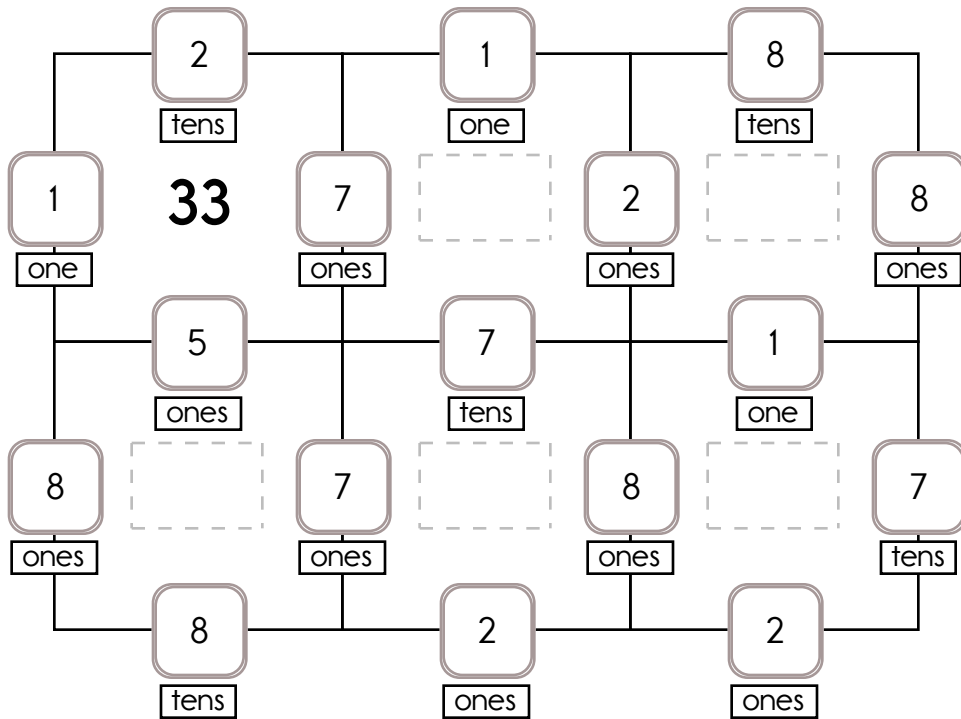 2 1 8
tens one tens
1 33 7 2 8
one ones ones ones
5 7 1
ones tens one
8 7 8 7
ones ones ones tens
8 2 2
tens ones ones